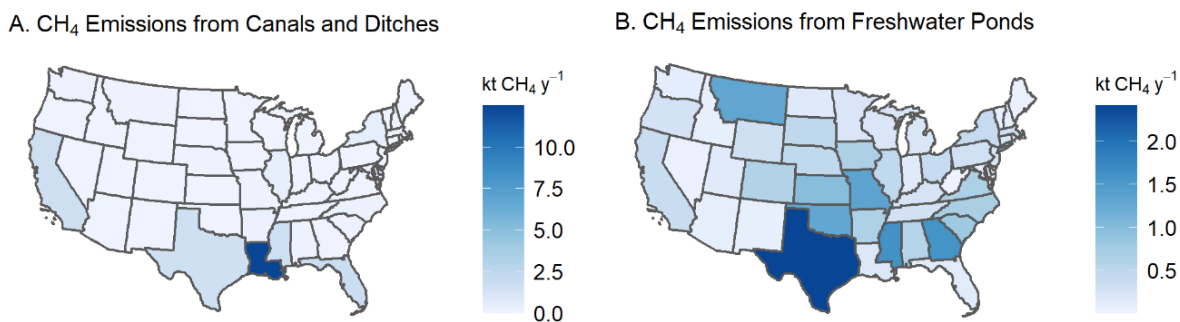 A. CH₄ Emissions from Canals and Ditches
kt CH₄ y⁻¹
10.0
7.5
5.0
2.5
0.0
B. CH₄ Emissions from Freshwater Ponds
kt CH₄ y⁻¹
2.0
1.5
1.0
0.5